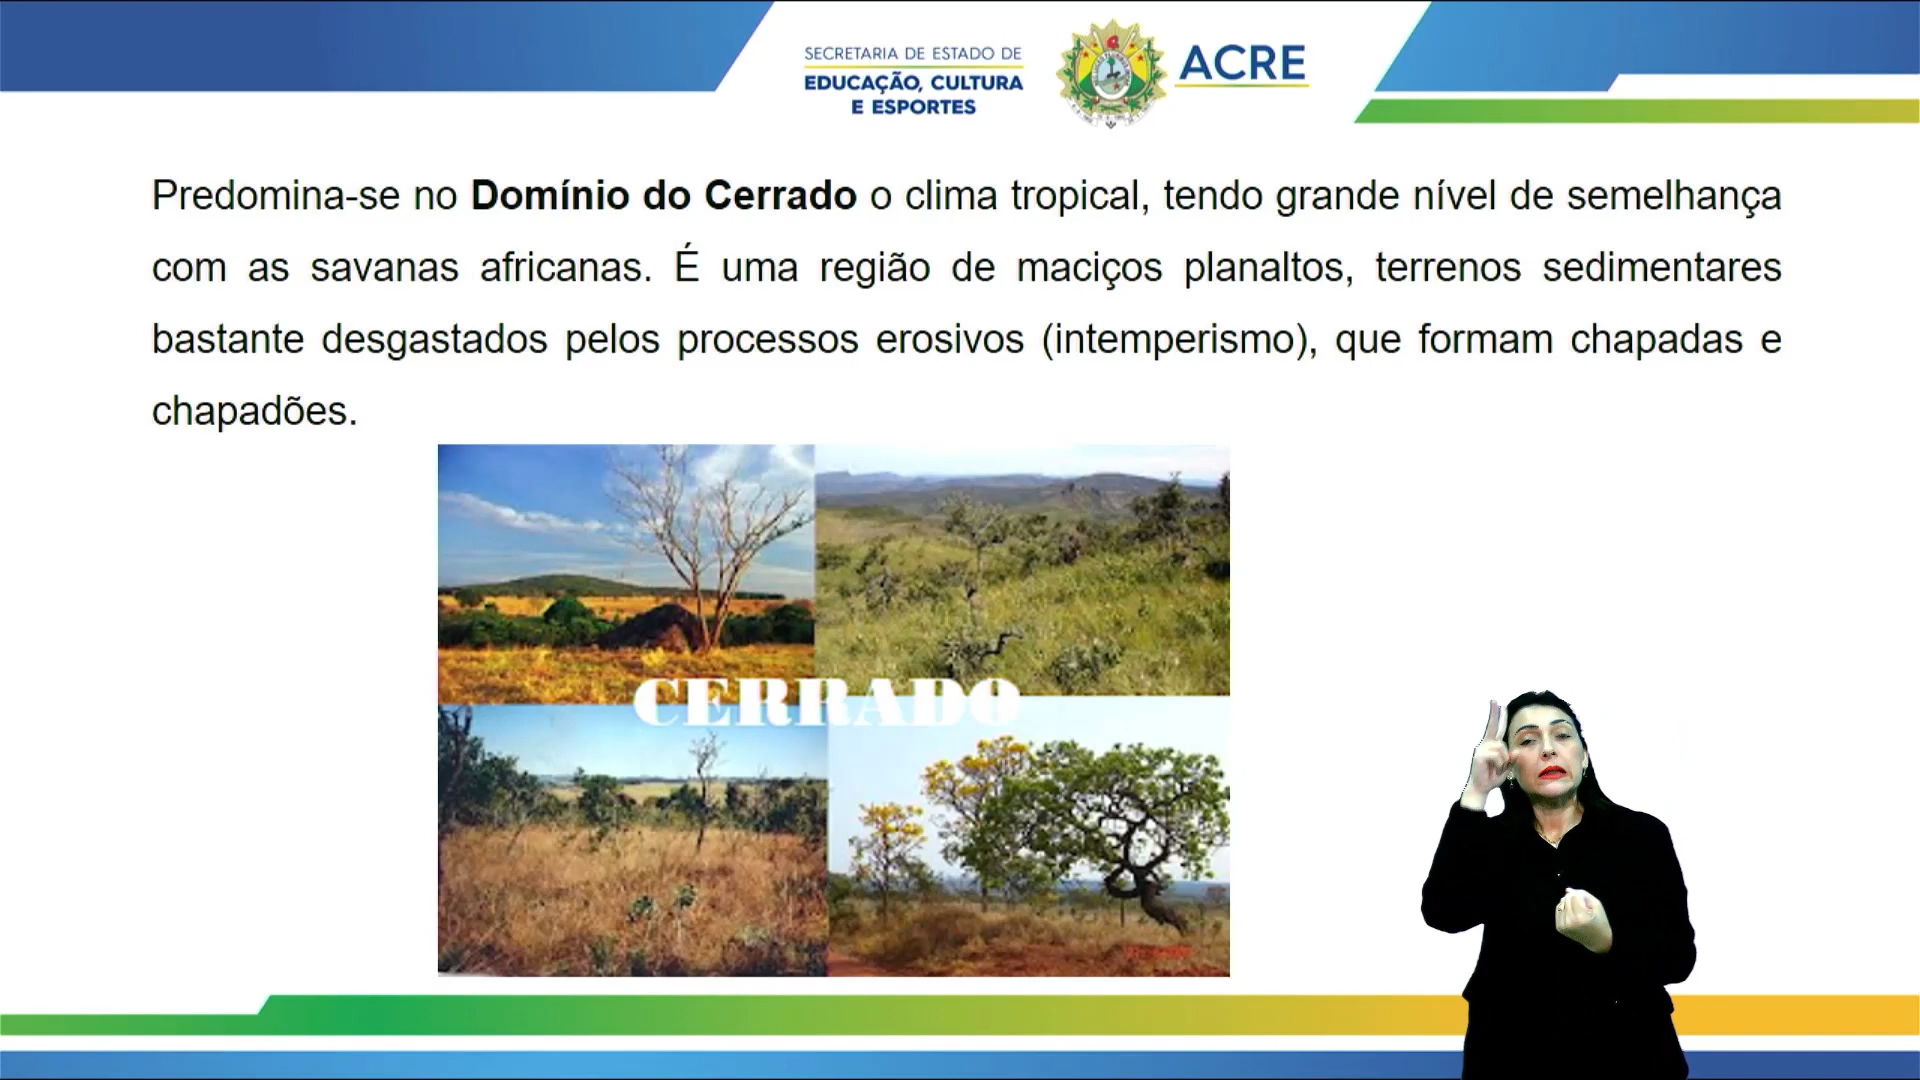 SECRETARIA DE ESTADO DE
EDUCAÇÃO, CULTURA
E ESPORTES
ACRE
Predomina-se no Domínio do Cerrado o clima tropical, tendo grande nível de semelhança
com as savanas africanas. É uma região de maciços planaltos, terrenos sedimentares
bastante desgastados pelos processos erosivos (intemperismo), que formam chapadas e
chapadões.
CERRADO